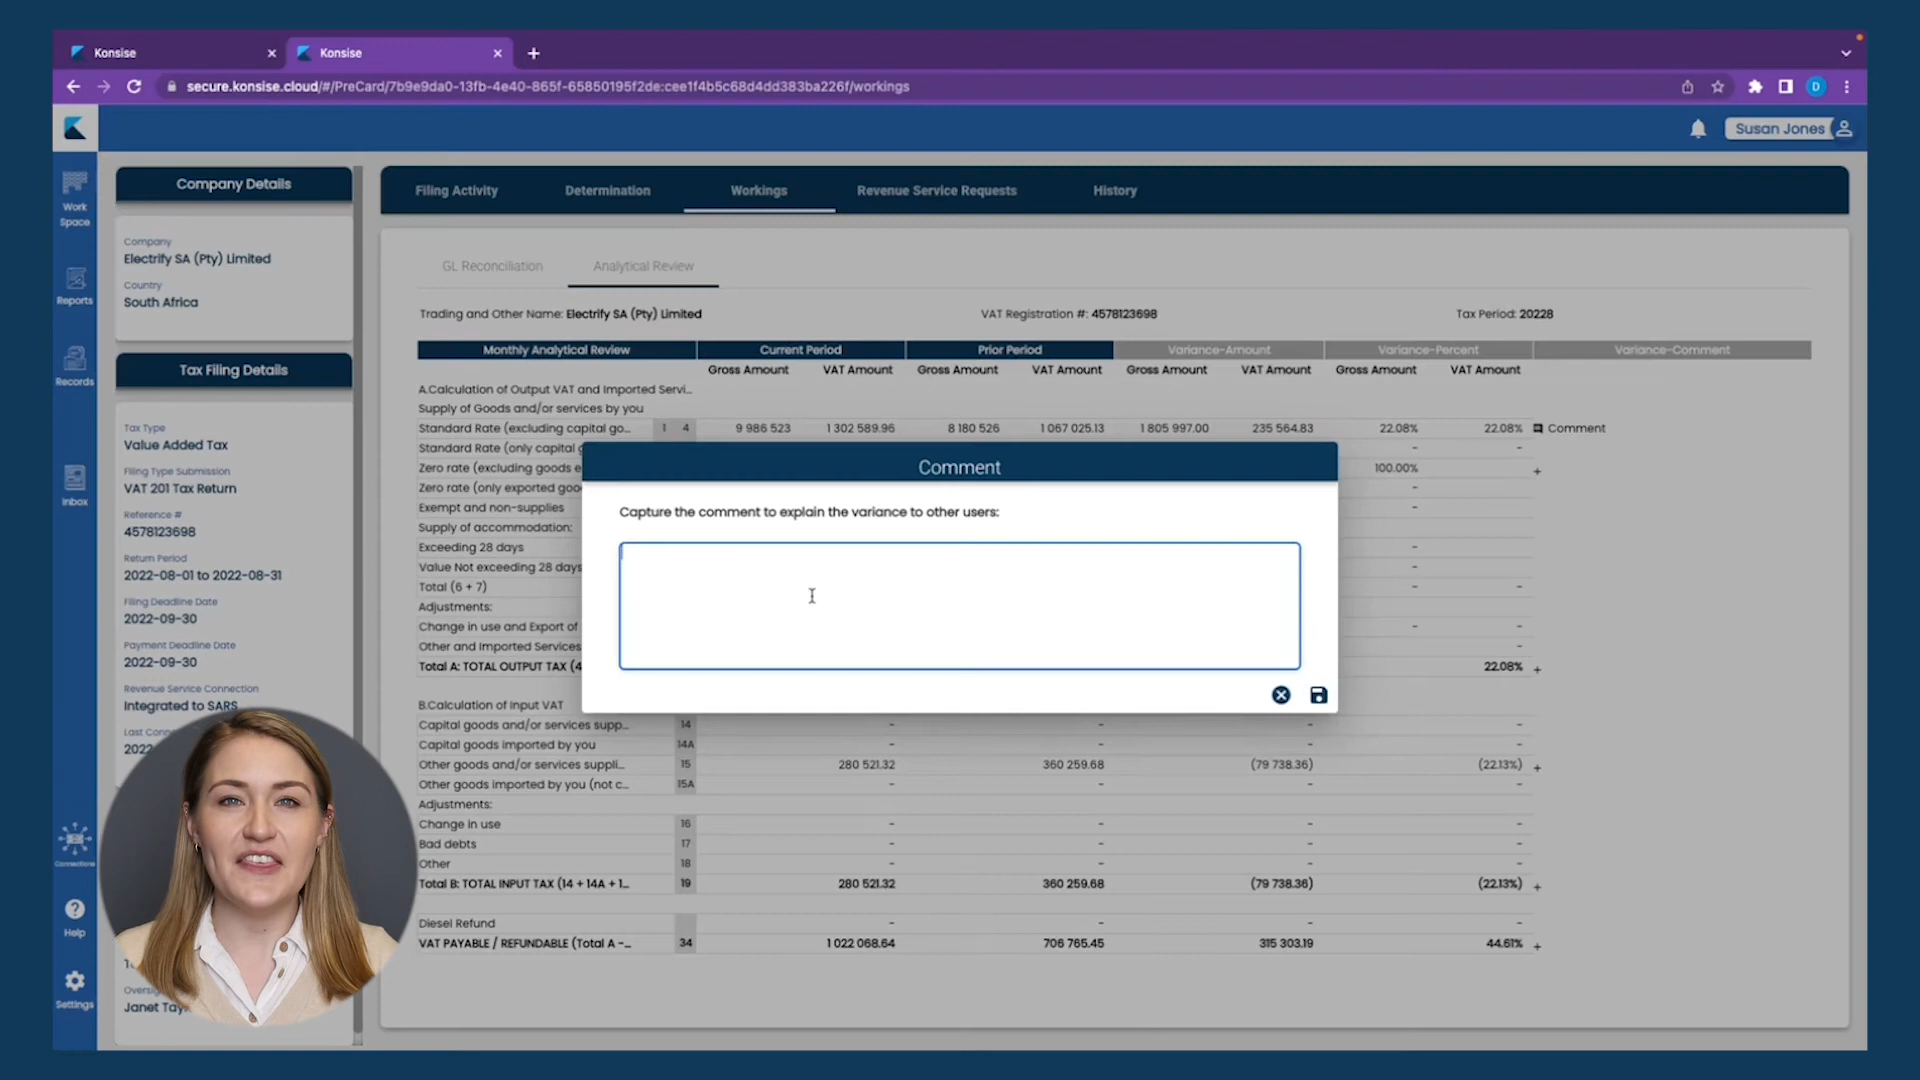 Konsise
Konsise
secure.konsise.cloud/#/PreCard/7b9e9da0-13fb-4e40-865f-65850195f2de:cee1f4b5c68d4dd383ba226f/workings
D
Susan Jones
Work Space
Reports
Records
Inbox
Connections
Help
Settings
Company Details
Company
Electrify SA (Pty) Limited
Country
South Africa
Tax Filing Details
Tax Type
Value Added Tax
Filing Type Submission
VAT 201 Tax Return
Reference #
4578123698
Return Period
2022-08-01 to 2022-08-31
Filing Deadline Date
2022-09-30
Payment Deadline Date
2022-09-30
Revenue Service Connection
Integrated to SARS
Last Conn
2022
Overs
Janet Tay
Filing Activity Determination Workings Revenue Service Requests History
GL Reconciliation Analytical Review
Trading and Other Name: Electrify SA (Pty) Limited VAT Registration #: 4578123698 Tax Period: 20228
Monthly Analytical Review Current Period Prior Period Variance-Amount Variance-Percent Variance-Comment
Gross Amount VAT Amount Gross Amount VAT Amount Gross Amount VAT Amount Gross Amount VAT Amount
A.Calculation of Output VAT and Imported Servi...
Supply of Goods and/or services by you
Standard Rate (excluding capital go... 1 4 9 986 523 1 302 589.96 8 180 526 1 067 025.13 1 805 997.00 235 564.83 22.08% 22.08% Comment
Standard Rate (only capital g - -
Zero rate (excluding goods e 100.00% +
Zero rate (only exported goo -
Exempt and non-supplies -
Supply of accommodation:
Exceeding 28 days -
Value Not exceeding 28 days -
Total (6 + 7) - -
Adjustments:
Change in use and Export of - -
Other and Imported Services -
Total A: TOTAL OUTPUT TAX (4 22.08% +
Comment
Capture the comment to explain the variance to other users:
B.Calculation of Input VAT
Capital goods and/or services supp... 14 - - - -
Capital goods imported by you 14A - - - -
Other goods and/or services suppli... 15 280 521.32 360 259.68 (79 738.36) (22.13%) +
Other goods imported by you (not c... 15A - - - -
Adjustments:
Change in use 16 - - - -
Bad debts 17 - - - -
Other 18 - - - -
Total B: TOTAL INPUT TAX (14 + 14A + 1... 19 280 521.32 360 259.68 (79 738.36) (22.13%) +
Diesel Refund - - - -
VAT PAYABLE / REFUNDABLE (Total A -... 34 1 022 068.64 706 765.45 315 303.19 44.61% +